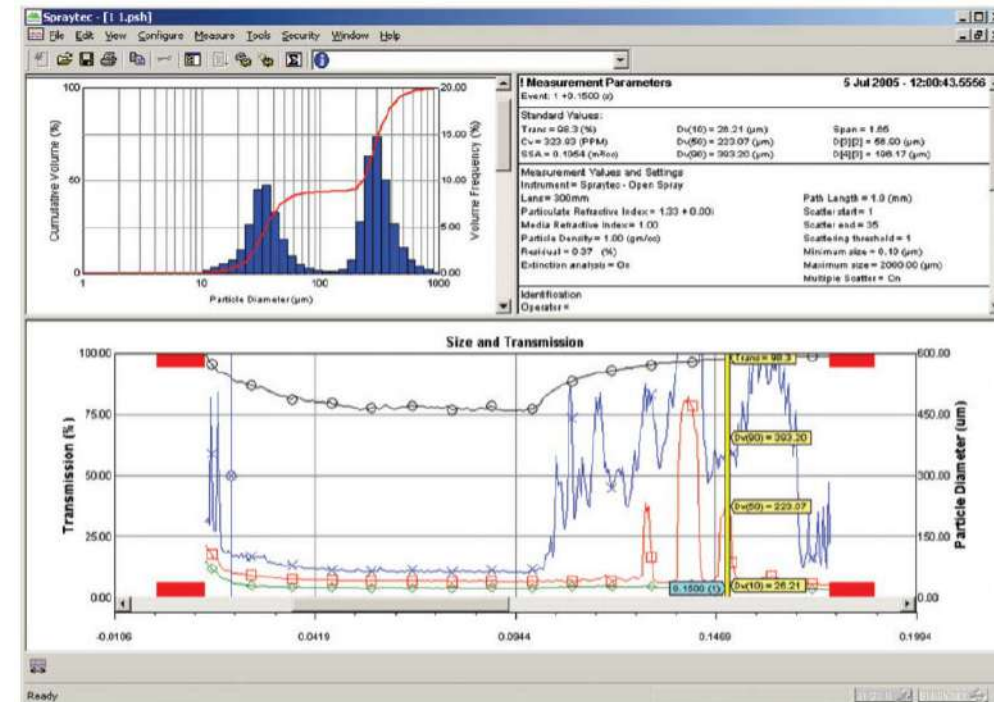 Spraytec - [1 1.psh]
File Edit View Configure Measure Tools Security Window Help
100
50
0
Cumulative Volume (%)
20.00
15.00
10.00
5.00
0.00
Volume Frequency (%)
1 10 100 1000
Particle Diameter (µm)
! Measurement Parameters 5 Jul 2005 - 12:00:43.5556
Event: 1 +0.1500 (s)
Standard Values:
Trans = 98.3 (%) Dv(10) = 26.21 (µm) Span = 1.65
Cv = 323.93 (PPM) Dv(50) = 223.07 (µm) D[3][2] = 56.90 (µm)
SSA = 0.1054 (m²/cc) Dv(90) = 393.20 (µm) D[4][3] = 196.17 (µm)
Measurement Values and Settings
Instrument = Spraytec - Open Spray
Lens = 300mm Path Length = 1.0 (mm)
Particulate Refractive Index = 1.33 + 0.00i Scatter start = 1
Media Refractive Index = 1.00 Scatter end = 35
Particle Density = 1.00 (gm/cc) Scattering threshold = 1
Residual = 0.37 (%) Minimum size = 0.10 (µm)
Extinction analysis = On Maximum size = 2000.00 (µm)
Multiple Scatter = On
Identification
Operator =
Size and Transmission
100.00
75.00
50.00
25.00
0.00
Transmission (%)
600.00
450.00
300.00
150.00
0.00
Particle Diameter (um)
Trans = 98.3
Dv(90) = 393.20
Dv(50) = 223.07
0.1500 (1)
Dv(10) = 26.21
-0.0106 0.0419 0.0944 0.1469 0.1994
Ready